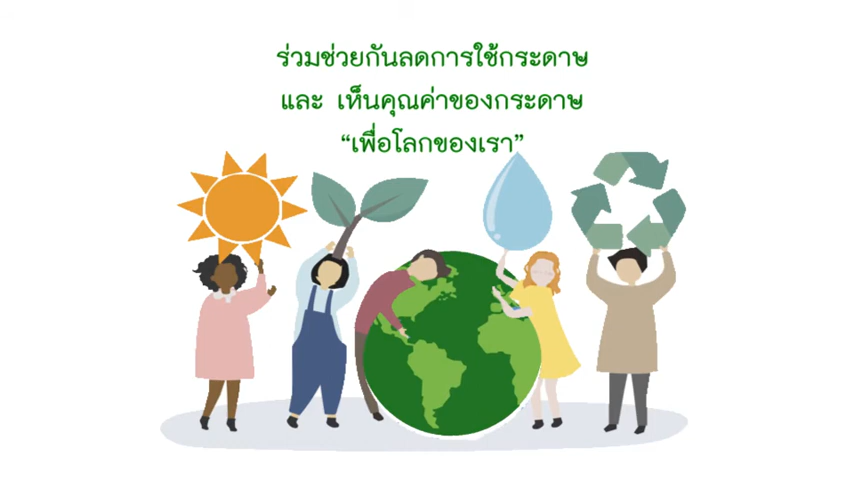 ร่วมช่วยกันลดการใช้กระดาษ
และ เห็นคุณค่าของกระดาษ
“เพื่อโลกของเรา”